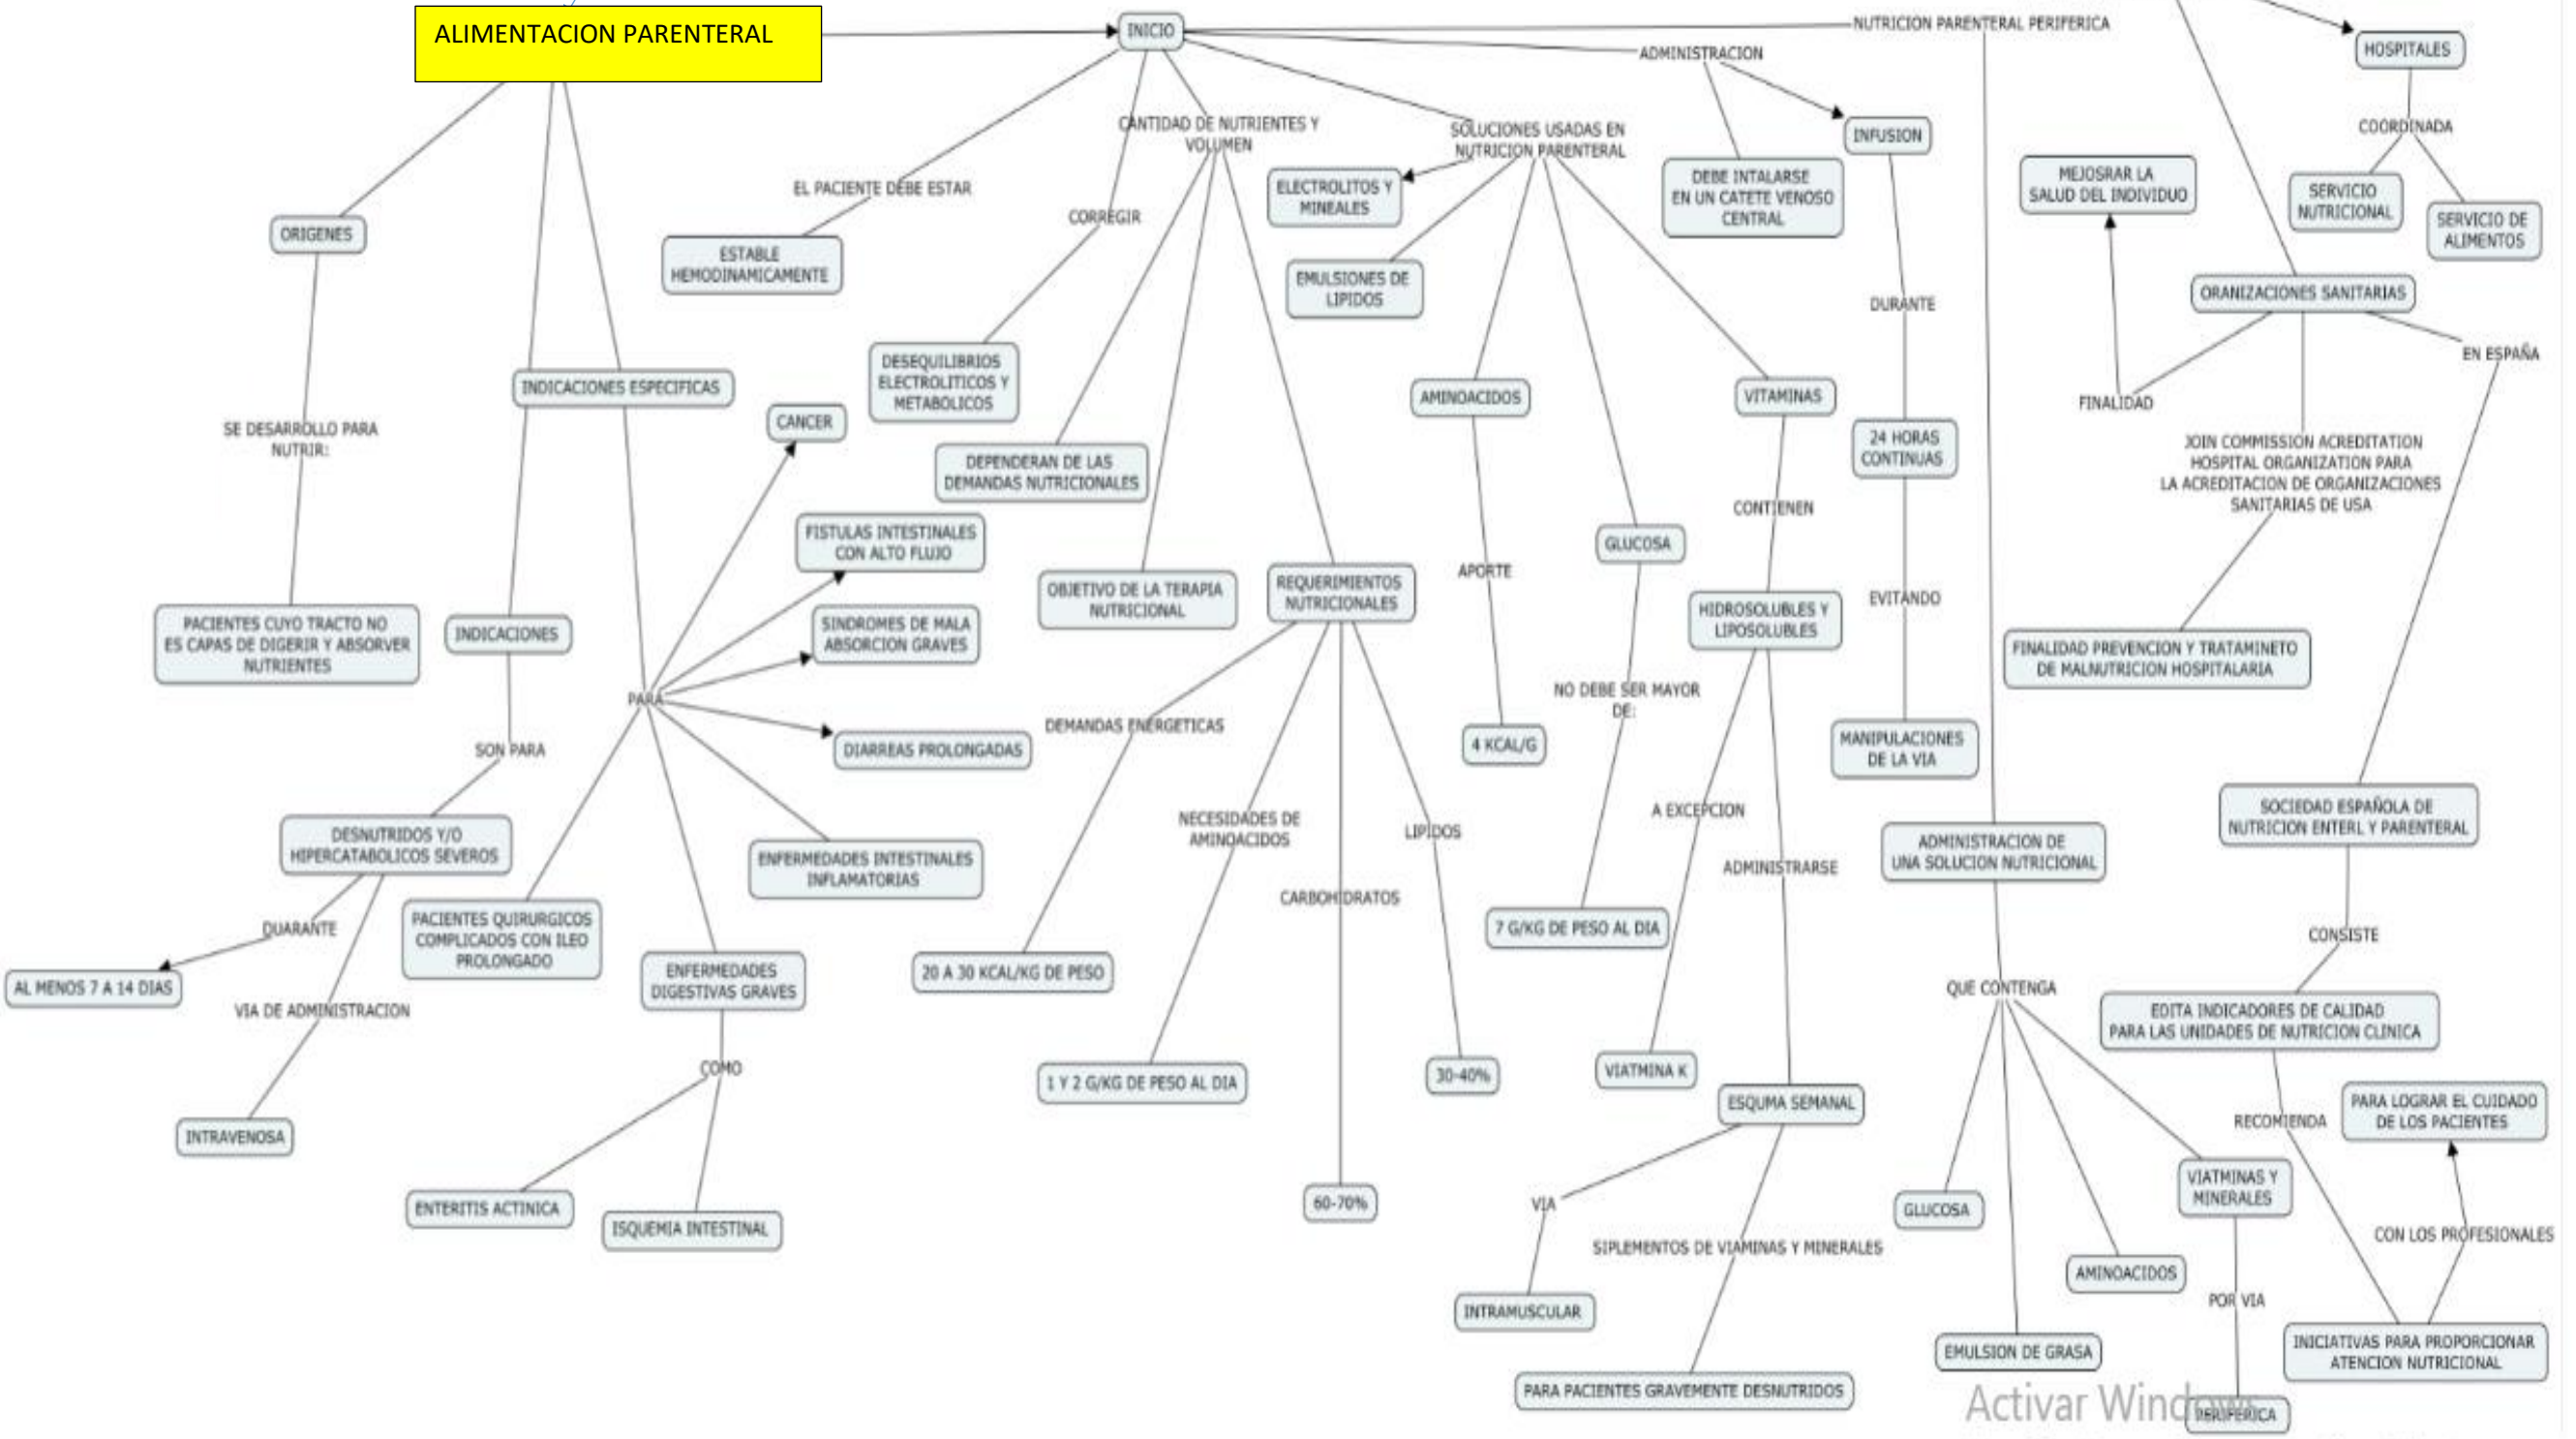 ALIMENTACION PARENTERAL
INICIO
NUTRICION PARENTERAL PERIFERICA
ADMINISTRACION
HOSPITALES
CANTIDAD DE NUTRIENTES Y
VOLUMEN
SOLUCIONES USADAS EN
NUTRICION PARENTERAL
INFUSION
COORDINADA
EL PACIENTE DEBE ESTAR
CORREGIR
ELECTROLITOS Y
MINEALES
DEBE INTALARSE
EN UN CATETE VENOSO
CENTRAL
MEJOSRAR LA
SALUD DEL INDIVIDUO
SERVICIO
NUTRICIONAL
SERVICIO DE
ALIMENTOS
ORIGENES
ESTABLE
HEMODINAMICAMENTE
EMULSIONES DE
LIPIDOS
DURANTE
ORANIZACIONES SANITARIAS
EN ESPAÑA
INDICACIONES ESPECIFICAS
DESEQUILIBRIOS
ELECTROLITICOS Y
METABOLICOS
AMINOACIDOS
VITAMINAS
FINALIDAD
SE DESARROLLO PARA
NUTRIR:
CANCER
24 HORAS
CONTINUAS
JOIN COMMISSION ACREDITATION
HOSPITAL ORGANIZATION PARA
LA ACREDITACION DE ORGANIZACIONES
SANITARIAS DE USA
DEPENDERAN DE LAS
DEMANDAS NUTRICIONALES
CONTIENEN
FISTULAS INTESTINALES
CON ALTO FLUJO
GLUCOSA
APORTE
OBJETIVO DE LA TERAPIA
NUTRICIONAL
REQUERIMIENTOS
NUTRICIONALES
EVITANDO
HIDROSOLUBLES Y
LIPOSOLUBLES
PACIENTES CUYO TRACTO NO
ES CAPAS DE DIGERIR Y ABSORVER
NUTRIENTES
INDICACIONES
SINDROMES DE MALA
ABSORCION GRAVES
FINALIDAD PREVENCION Y TRATAMINETO
DE MALNUTRICION HOSPITALARIA
PARA
NO DEBE SER MAYOR
DE:
DEMANDAS ENERGETICAS
SON PARA
DIARREAS PROLONGADAS
4 KCAL/G
MANIPULACIONES
DE LA VIA
DESNUTRIDOS Y/O
HIPERCATABOLICOS SEVEROS
NECESIDADES DE
AMINOACIDOS
LIPIDOS
A EXCEPCION
ADMINISTRACION DE
UNA SOLUCION NUTRICIONAL
SOCIEDAD ESPAÑOLA DE
NUTRICION ENTERL Y PARENTERAL
ENFERMEDADES INTESTINALES
INFLAMATORIAS
ADMINISTRARSE
CARBOHIDRATOS
DUARANTE
PACIENTES QUIRURGICOS
COMPLICADOS CON ILEO
PROLONGADO
7 G/KG DE PESO AL DIA
CONSISTE
AL MENOS 7 A 14 DIAS
ENFERMEDADES
DIGESTIVAS GRAVES
20 A 30 KCAL/KG DE PESO
QUE CONTENGA
VIA DE ADMINISTRACION
EDITA INDICADORES DE CALIDAD
PARA LAS UNIDADES DE NUTRICION CLINICA
COMO
1 Y 2 G/KG DE PESO AL DIA
30-40%
VIATMINA K
ESQUMA SEMANAL
PARA LOGRAR EL CUIDADO
DE LOS PACIENTES
RECOMIENDA
INTRAVENOSA
ENTERITIS ACTINICA
ISQUEMIA INTESTINAL
60-70%
VIA
GLUCOSA
VIATMINAS Y
MINERALES
SIPLEMENTOS DE VIAMINAS Y MINERALES
CON LOS PROFESIONALES
AMINOACIDOS
INTRAMUSCULAR
POR VIA
EMULSION DE GRASA
INICIATIVAS PARA PROPORCIONAR
ATENCION NUTRICIONAL
PARA PACIENTES GRAVEMENTE DESNUTRIDOS
Activar Windows
PERIFERICA